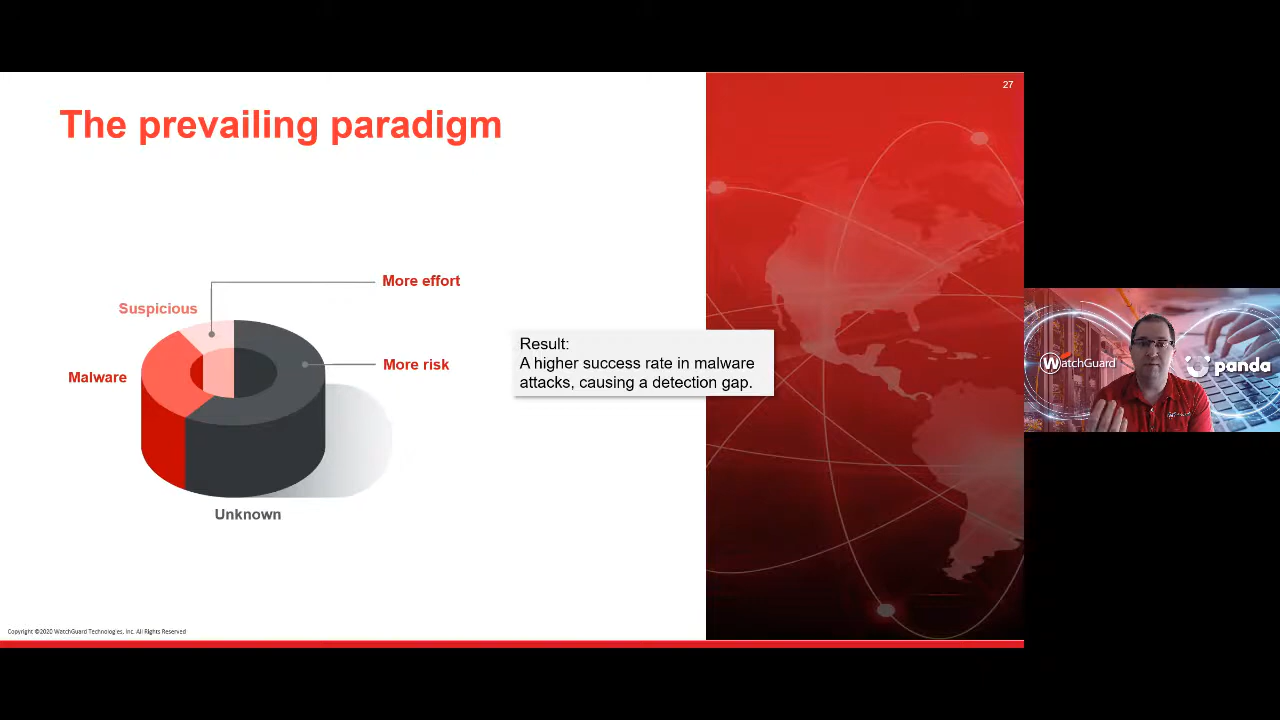 27
The prevailing paradigm
More effort
Suspicious
More risk
Malware
Unknown
Result:
A higher success rate in malware
attacks, causing a detection gap.
WatchGuard
panda
Copyright ©2020 WatchGuard Technologies, Inc. All Rights Reserved